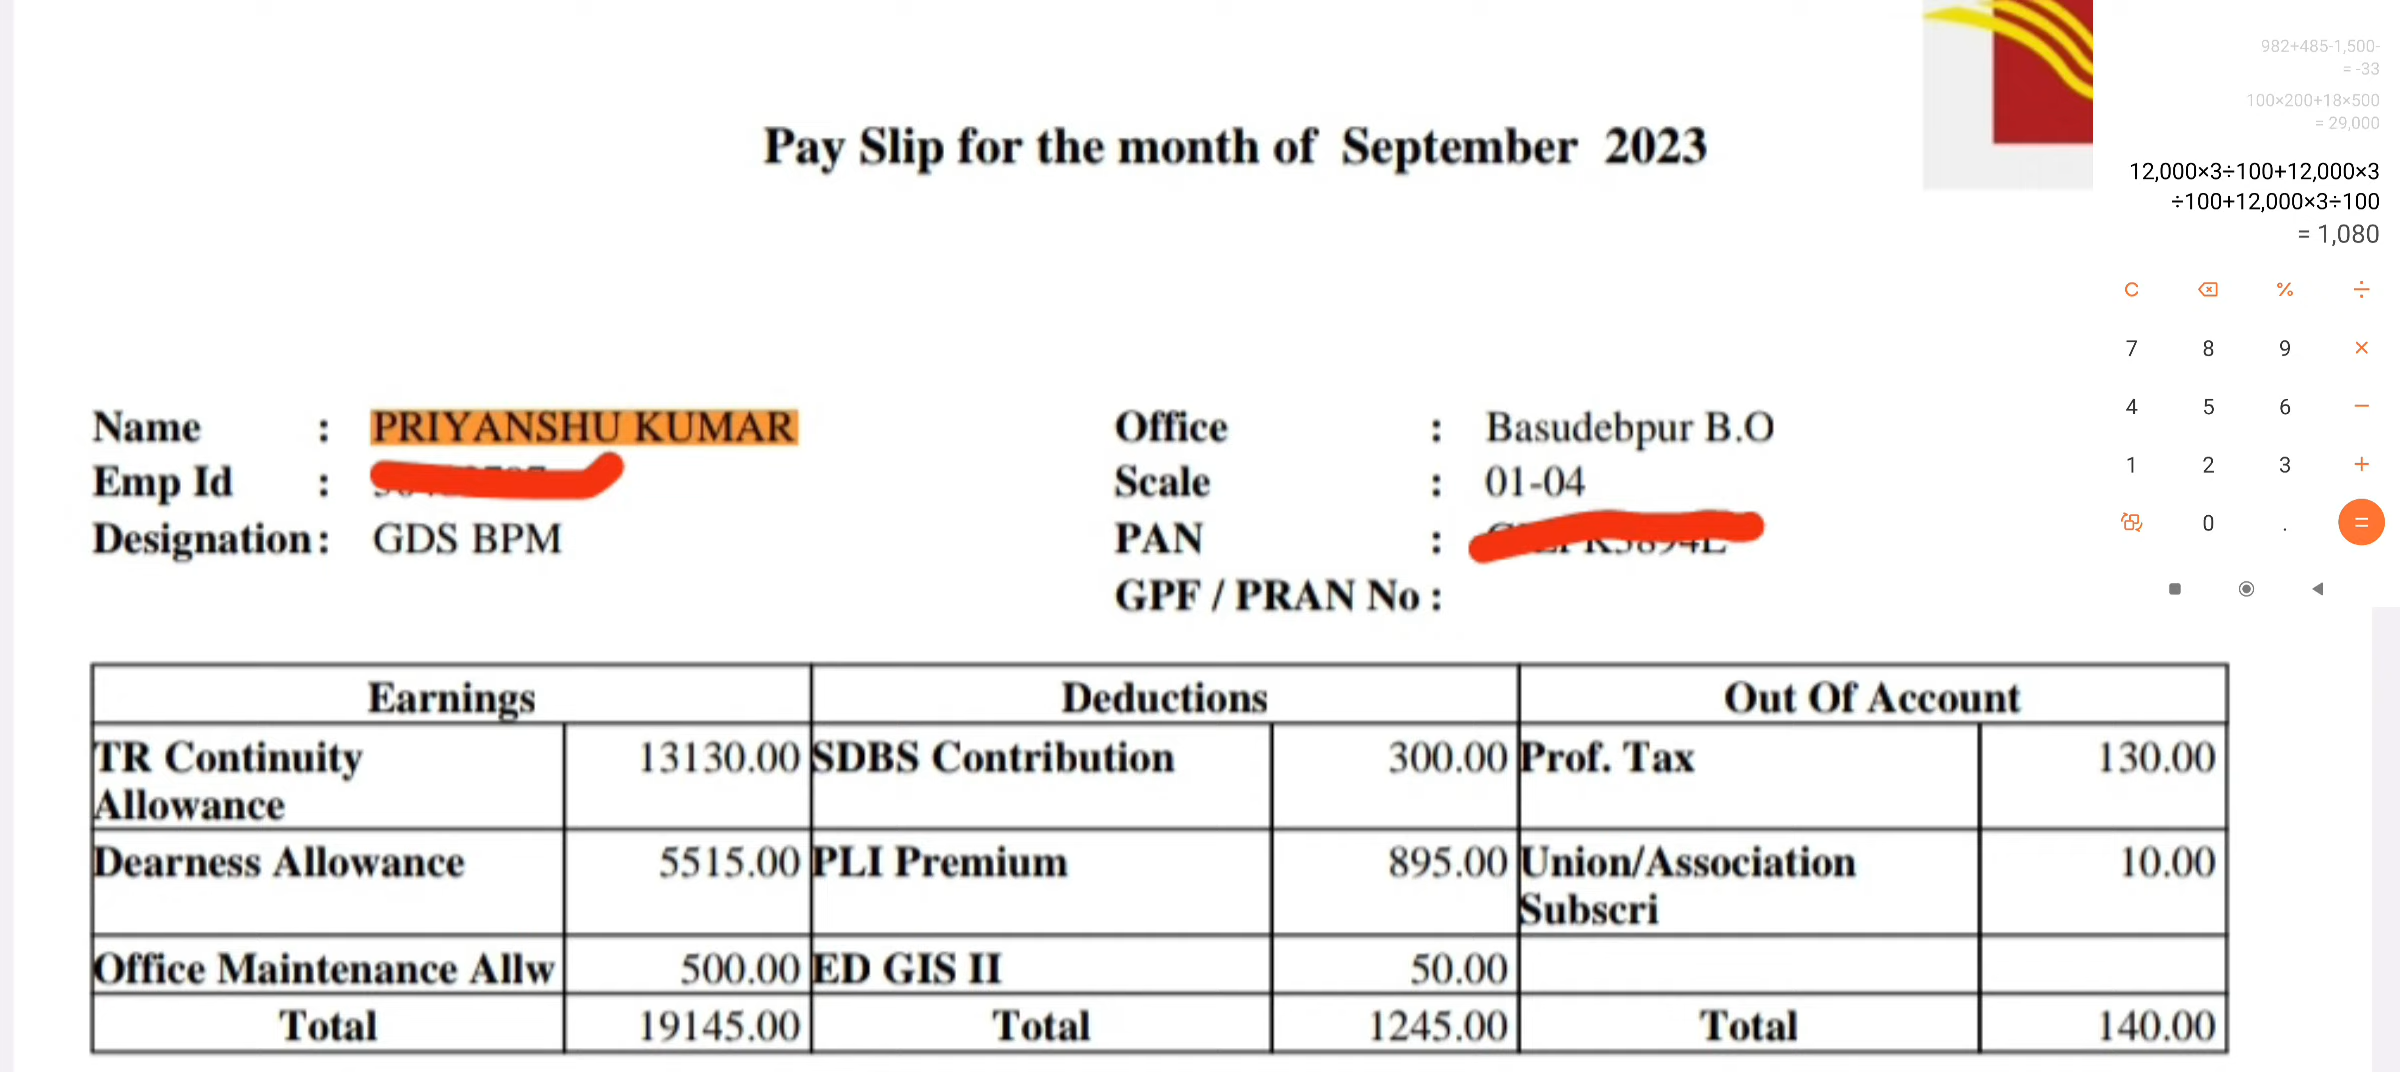 982+485-1,500-
= -33
100×200+18×500
= 29,000
12,000×3÷100+12,000×3
÷100+12,000×3÷100
= 1,080
C % ÷
7 8 9 ×
4 5 6 −
1 2 3 +
0 . =
Pay Slip for the month of September 2023
Name : PRIYANSHU KUMAR Office : Basudebpur B.O
Emp Id : Scale : 01-04
Designation : GDS BPM PAN :
GPF / PRAN No :
Earnings Deductions Out Of Account
TR Continuity 13130.00 SDBS Contribution 300.00 Prof. Tax 130.00
Allowance
Dearness Allowance 5515.00 PLI Premium 895.00 Union/Association 10.00
Subscri
Office Maintenance Allw 500.00 ED GIS II 50.00
Total 19145.00 Total 1245.00 Total 140.00